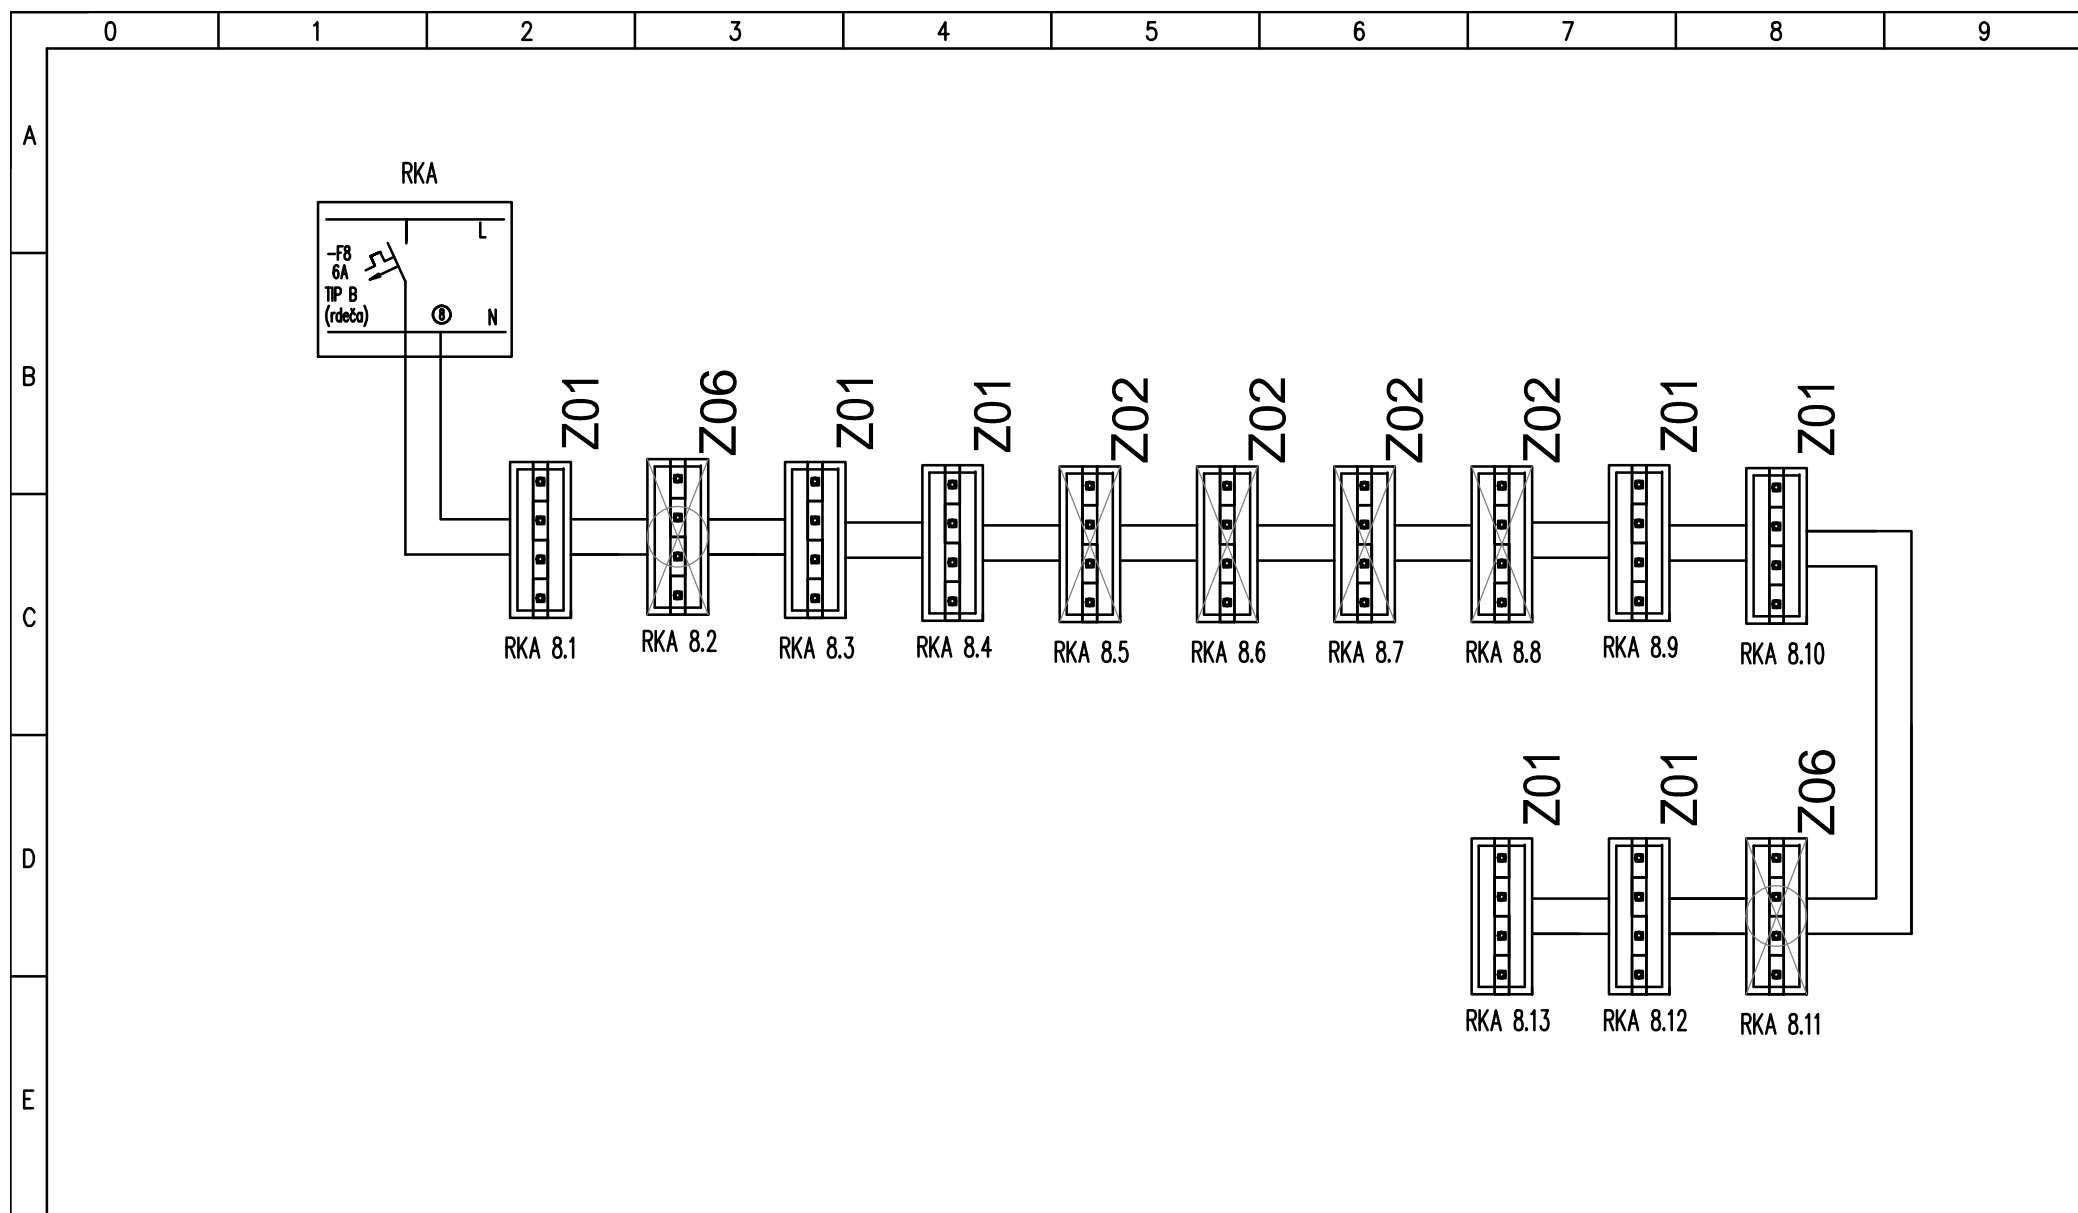 0 1 2 3 4 5 6 7 8 9
A
RKA
L
-F8
6A
TIP B
(rdeča)
8 N
B
Z01 Z06 Z01 Z01 Z02 Z02 Z02 Z02 Z01 Z01
C
RKA 8.1 RKA 8.2 RKA 8.3 RKA 8.4 RKA 8.5 RKA 8.6 RKA 8.7 RKA 8.8 RKA 8.9 RKA 8.10
Z01 Z01 Z06
D
RKA 8.13 RKA 8.12 RKA 8.11
E